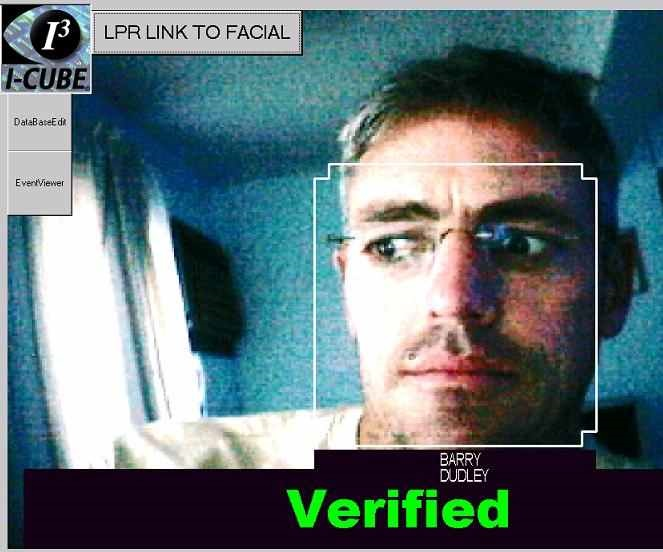 I3
I-CUBE
LPR LINK TO FACIAL
DataBaseEdit
EventViewer
BARRY
DUDLEY
Verified